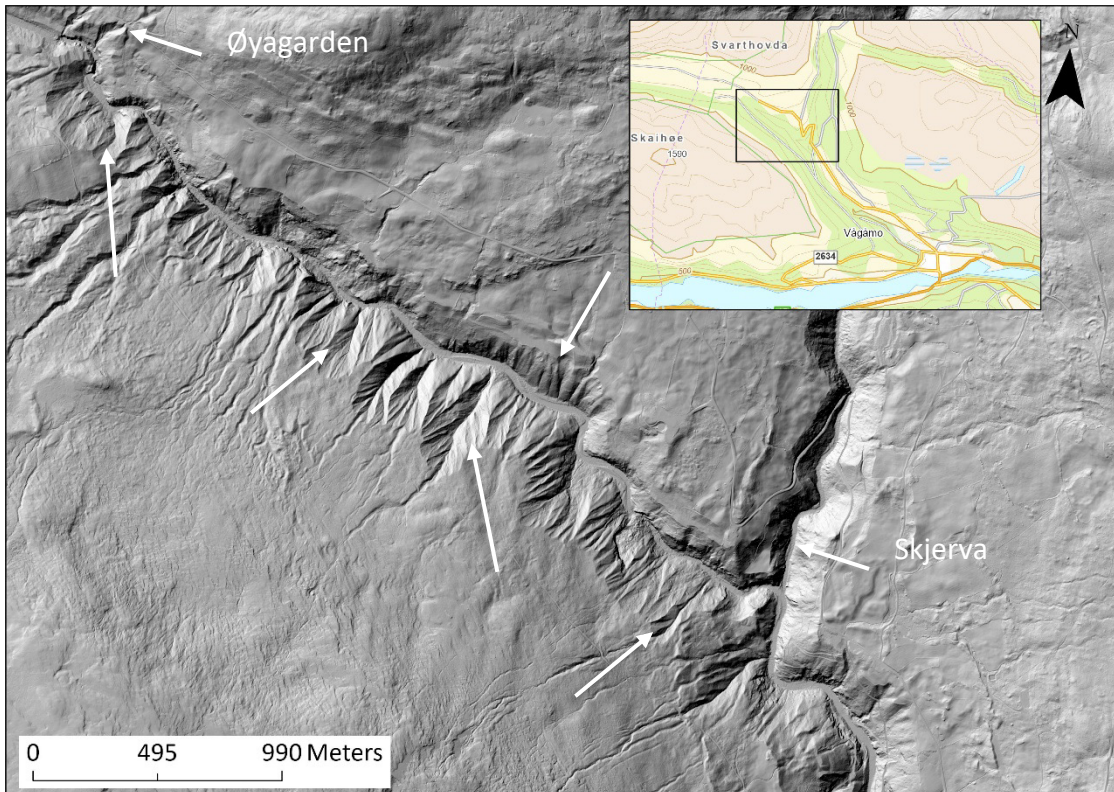 Øyagarden
Svarthovda
1000
1000
Skaihøe
1500
Vågåmo
2634
500
N
Skjerva
0 495 990 Meters